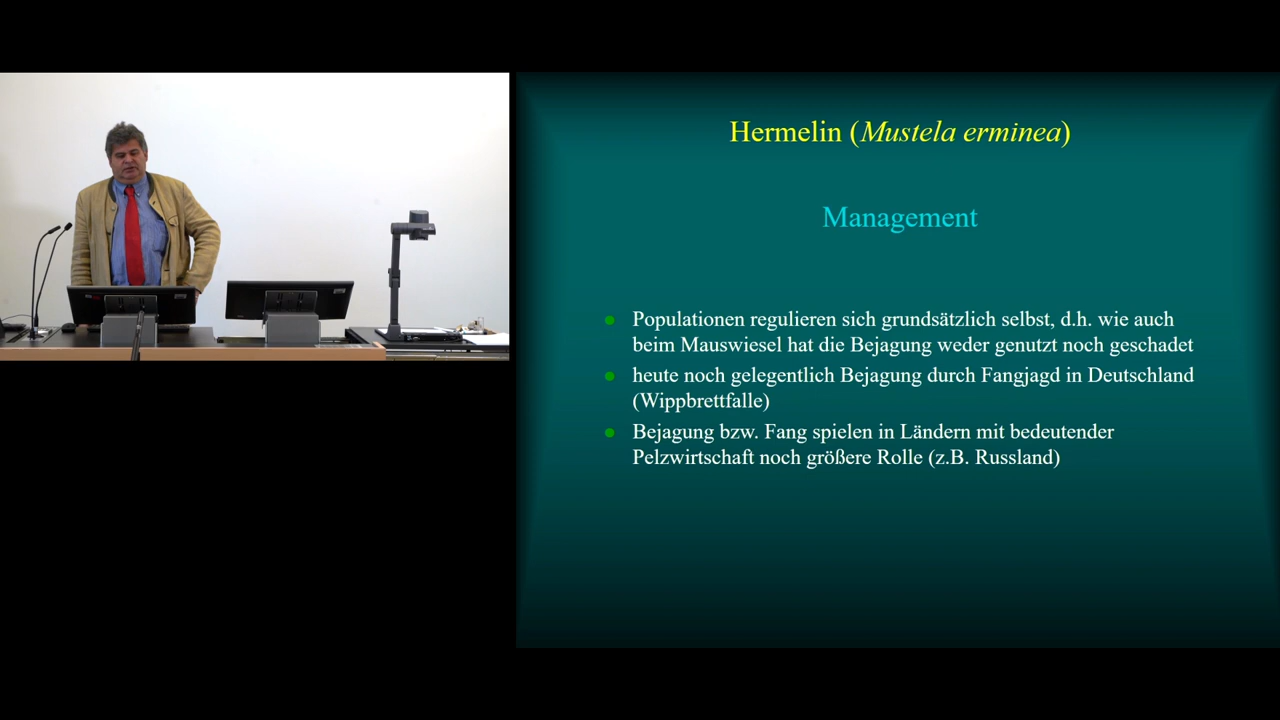 Hermelin (Mustela erminea)
Management
Populationen regulieren sich grundsätzlich selbst, d.h. wie auch
beim Mauswiesel hat die Bejagung weder genutzt noch geschadet
heute noch gelegentlich Bejagung durch Fangjagd in Deutschland
(Wippbrettfalle)
Bejagung bzw. Fang spielen in Ländern mit bedeutender
Pelzwirtschaft noch größere Rolle (z.B. Russland)